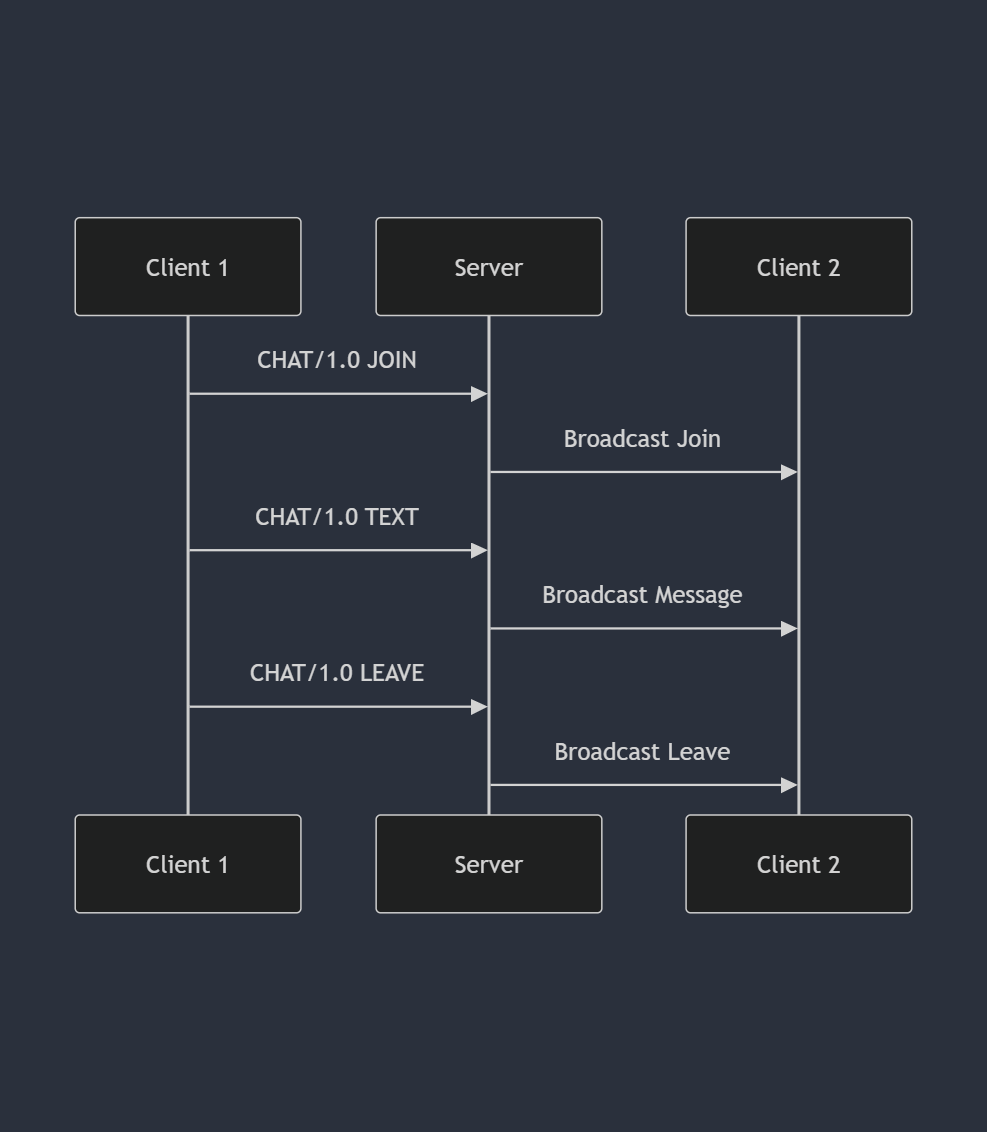 Client 1
Server
Client 2
CHAT/1.0 JOIN
Broadcast Join
CHAT/1.0 TEXT
Broadcast Message
CHAT/1.0 LEAVE
Broadcast Leave
Client 1
Server
Client 2